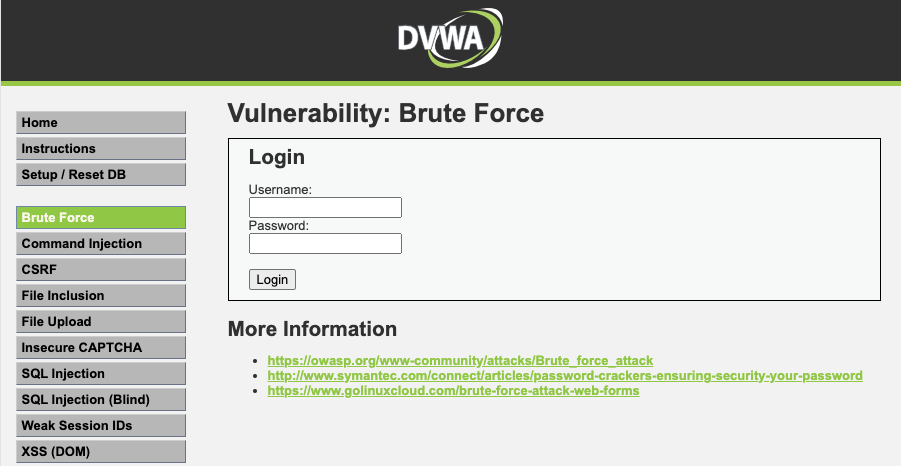 DVWA
Home
Instructions
Setup / Reset DB
Brute Force
Command Injection
CSRF
File Inclusion
File Upload
Insecure CAPTCHA
SQL Injection
SQL Injection (Blind)
Weak Session IDs
XSS (DOM)
Vulnerability: Brute Force
Login
Username:
Password:
Login
More Information
https://owasp.org/www-community/attacks/Brute_force_attack
http://www.symantec.com/connect/articles/password-crackers-ensuring-security-your-password
https://www.golinuxcloud.com/brute-force-attack-web-forms